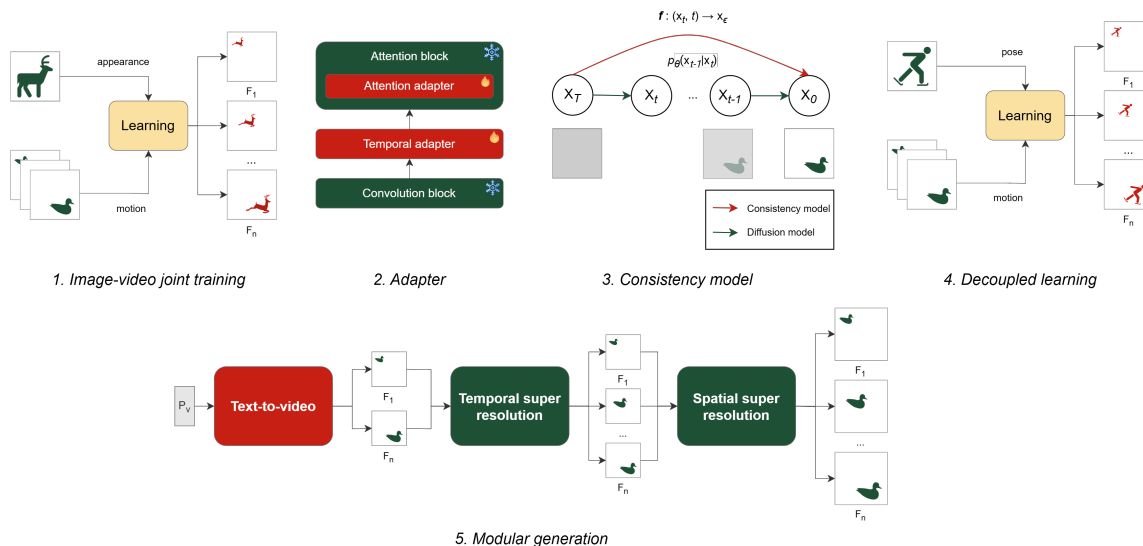 appearance
Learning
motion
F1
...
Fn
1. Image-video joint training
Attention block
Attention adapter
Temporal adapter
Convolution block
2. Adapter
f : (xt, t) → xϵ
pθ(xt-1|xt)
XT
Xt
...
Xt-1
X0
Consistency model
Diffusion model
3. Consistency model
pose
Learning
motion
F1
...
Fn
4. Decoupled learning
Pv
Text-to-video
F1
Fn
Temporal super
resolution
F1
...
Fn
Spatial super
resolution
F1
...
Fn
5. Modular generation